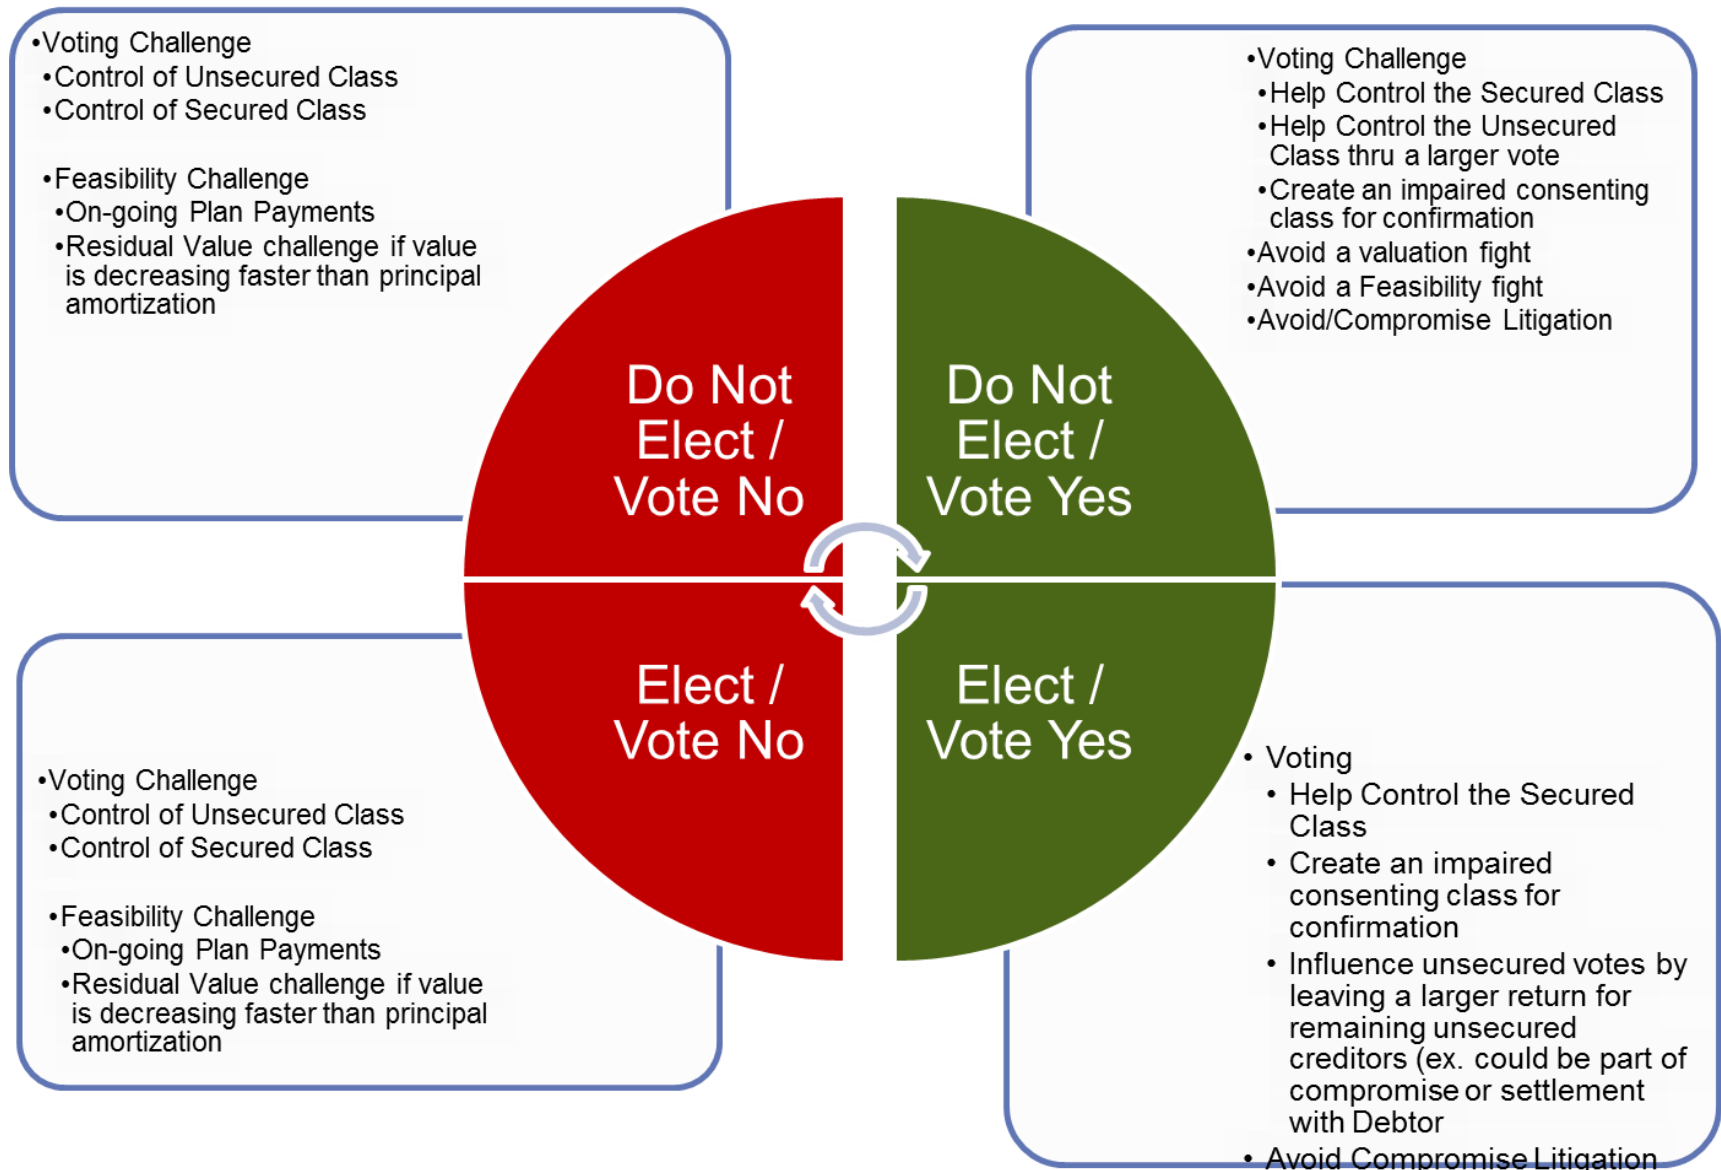 •Voting Challenge
•Control of Unsecured Class
•Control of Secured Class
•Feasibility Challenge
•On-going Plan Payments
•Residual Value challenge if value
is decreasing faster than principal
amortization
•Voting Challenge
•Help Control the Secured Class
•Help Control the Unsecured
Class thru a larger vote
•Create an impaired consenting
class for confirmation
•Avoid a valuation fight
•Avoid a Feasibility fight
•Avoid/Compromise Litigation
Do Not
Elect /
Vote No
Do Not
Elect /
Vote Yes
Elect /
Vote No
Elect /
Vote Yes
•Voting Challenge
•Control of Unsecured Class
•Control of Secured Class
•Feasibility Challenge
•On-going Plan Payments
•Residual Value challenge if value
is decreasing faster than principal
amortization
• Voting
• Help Control the Secured
Class
• Create an impaired
consenting class for
confirmation
• Influence unsecured votes by
leaving a larger return for
remaining unsecured
creditors (ex. could be part of
compromise or settlement
with Debtor
• Avoid Compromise Litigation